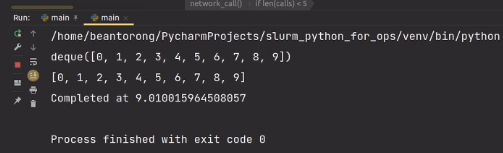 network_call() > if len(calls) < 5
Run: main × main ×
/home/beantorong/PycharmProjects/slurm_python_for_ops/venv/bin/python
deque([0, 1, 2, 3, 4, 5, 6, 7, 8, 9])
[0, 1, 2, 3, 4, 5, 6, 7, 8, 9]
Completed at 9.010015964508057
Process finished with exit code 0